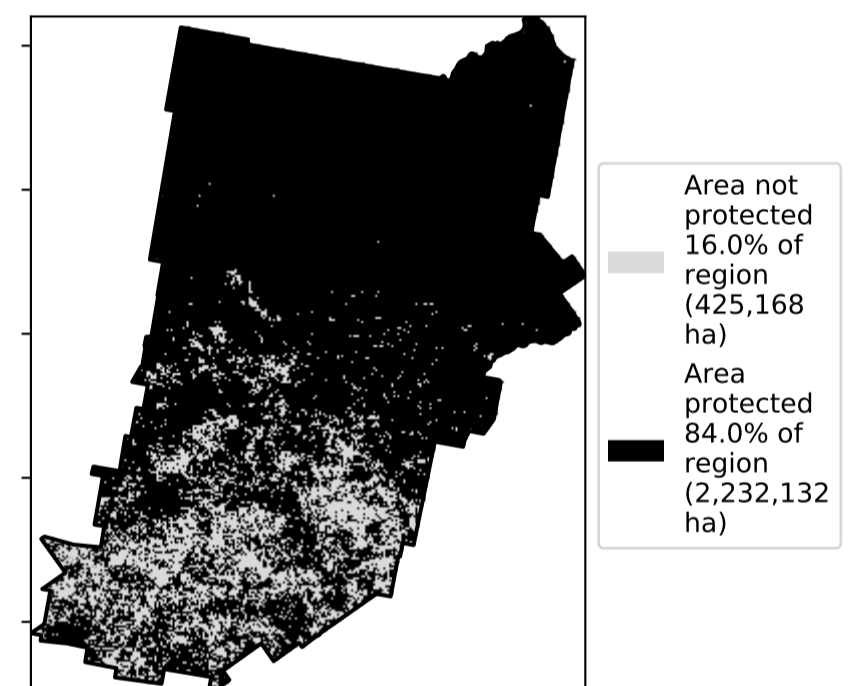 Area not
protected
16.0% of
region
(425,168
ha)
Area
protected
84.0% of
region
(2,232,132
ha)